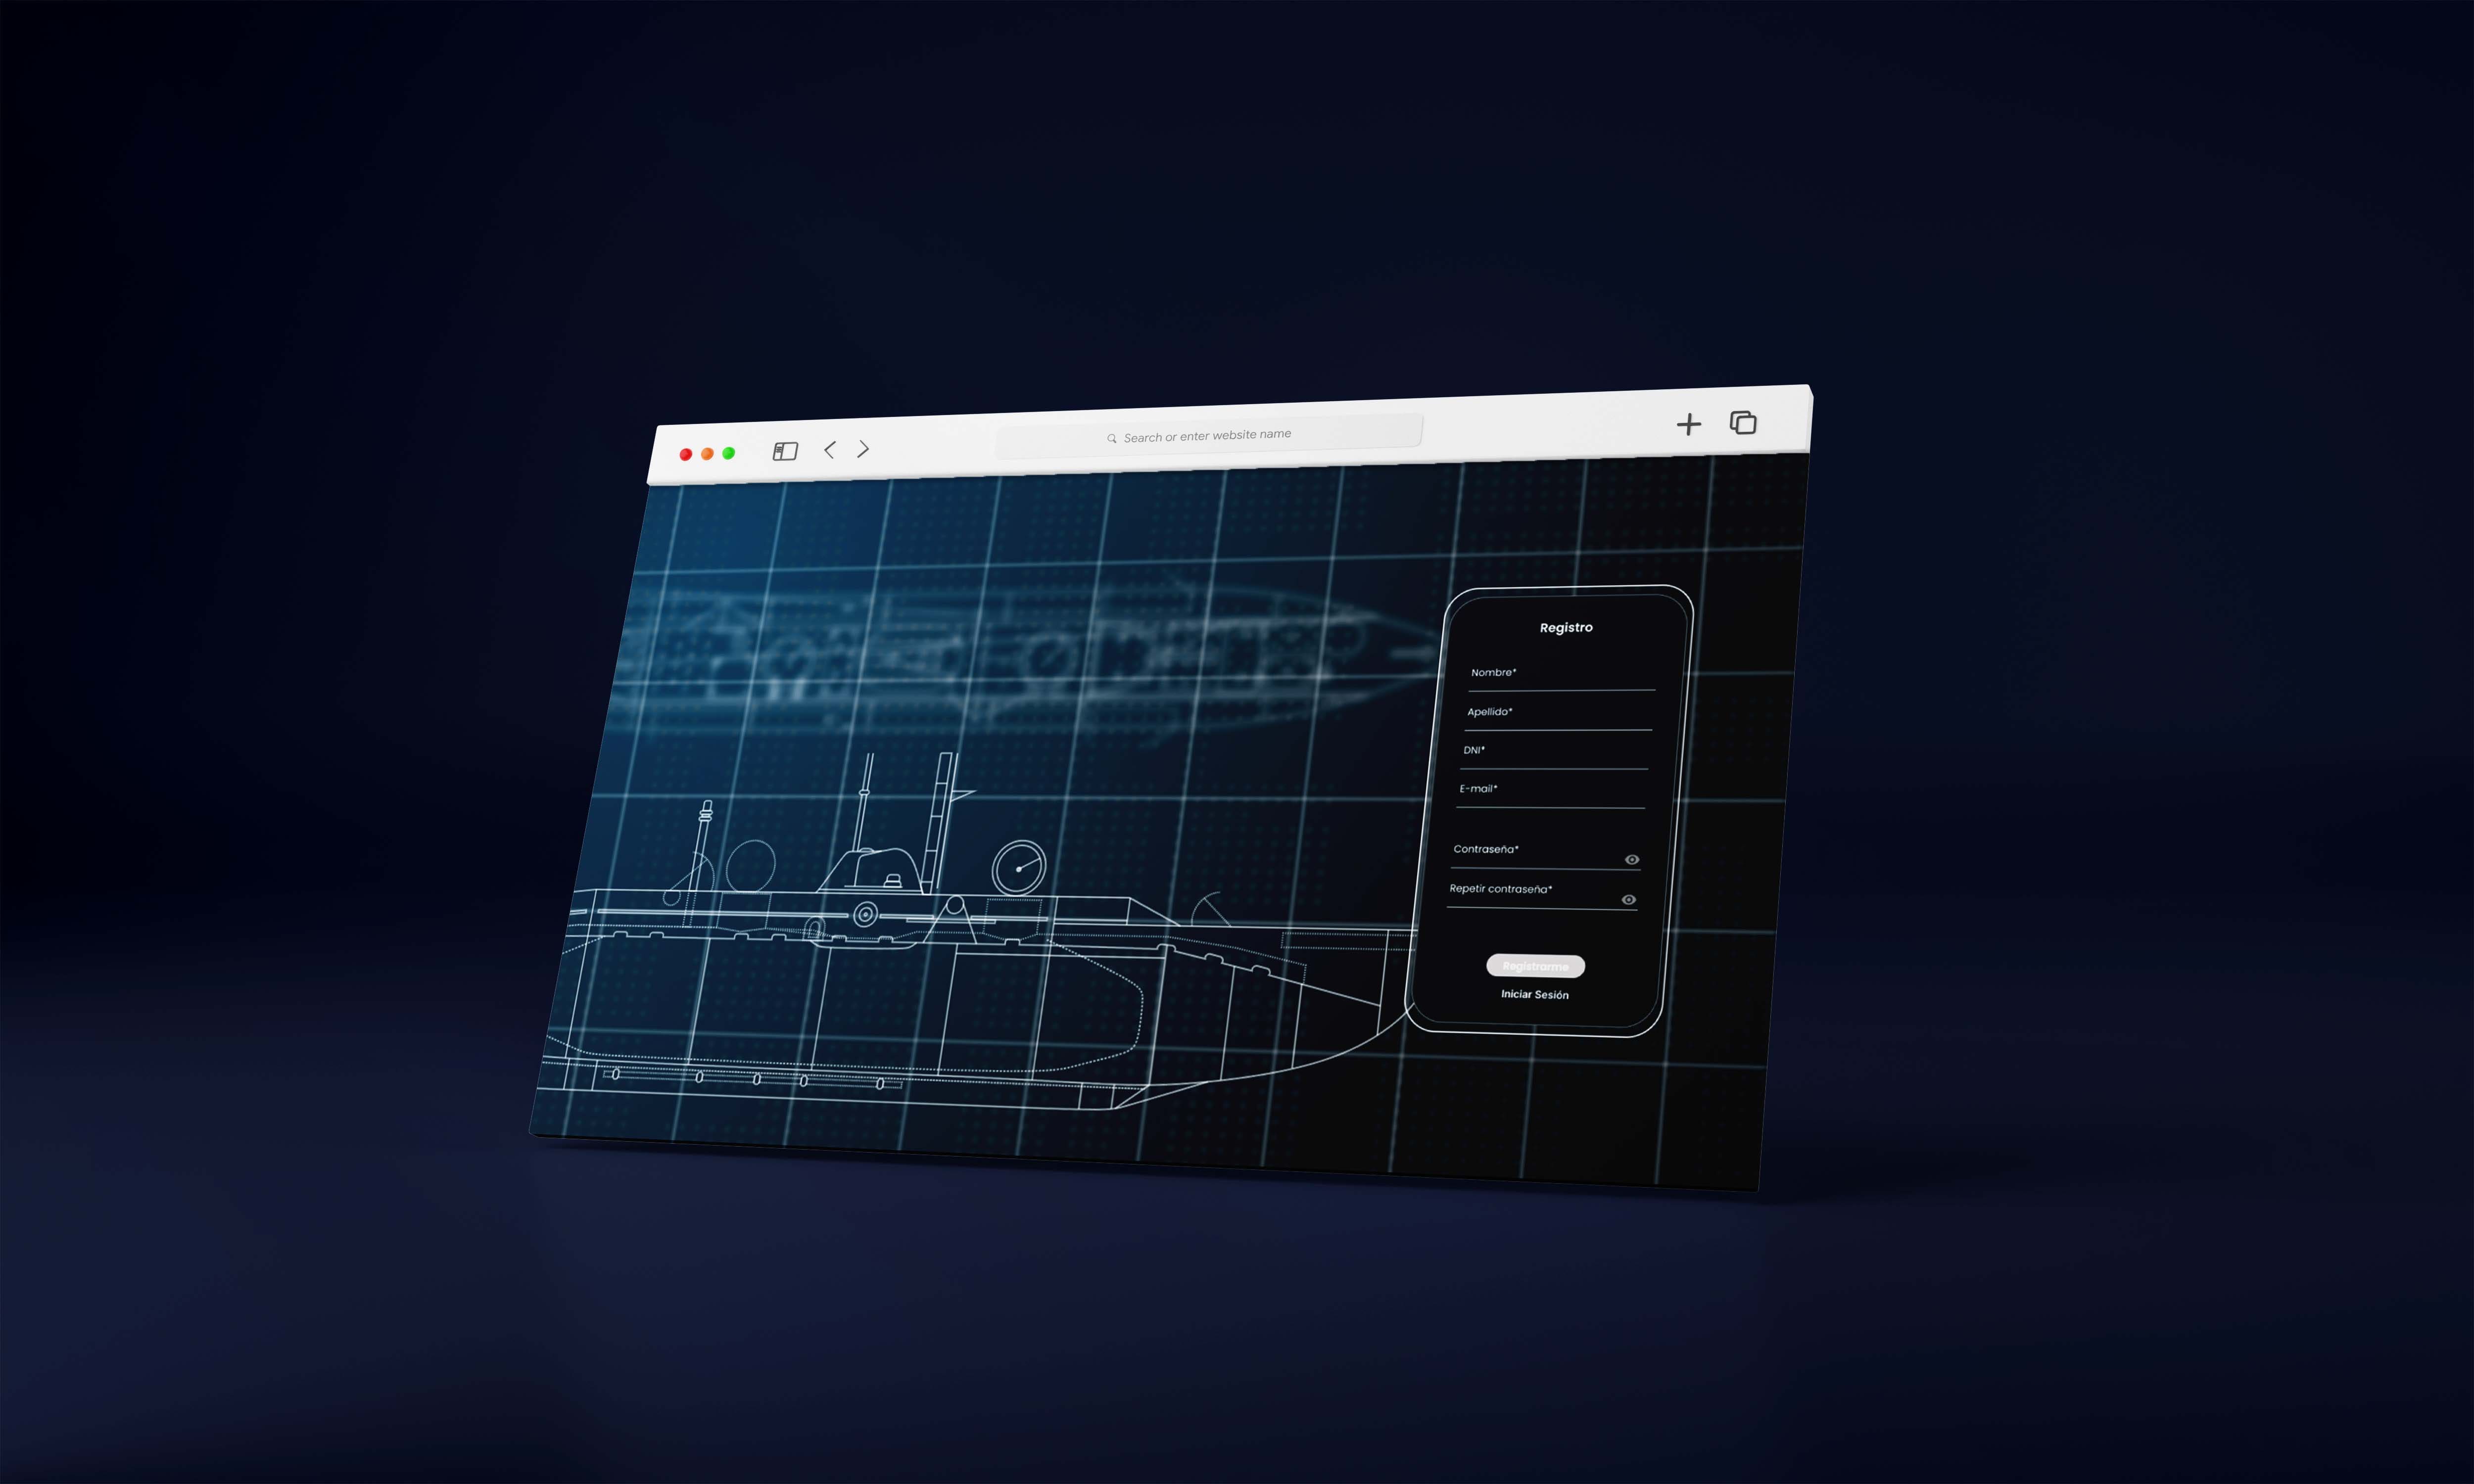 Search or enter website name
Registro
Nombre*
Apellido*
DNI*
E-mail*
Contraseña*
Repetir contraseña*
Registrarme
Iniciar Sesión